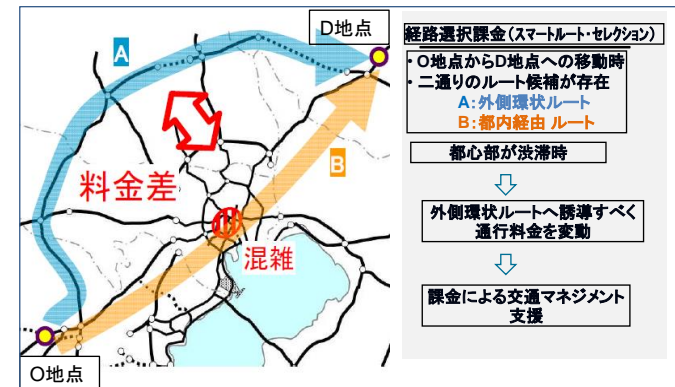 D地点
A
B
料金差
混雑
O地点
経路選択課金(スマートルート・セレクション)
・O地点からD地点への移動時
・二通りのルート候補が存在
A:外側環状ルート
B:都内経由 ルート
都心部が渋滞時
外側環状ルートへ誘導すべく
通行料金を変動
課金による交通マネジメント
支援